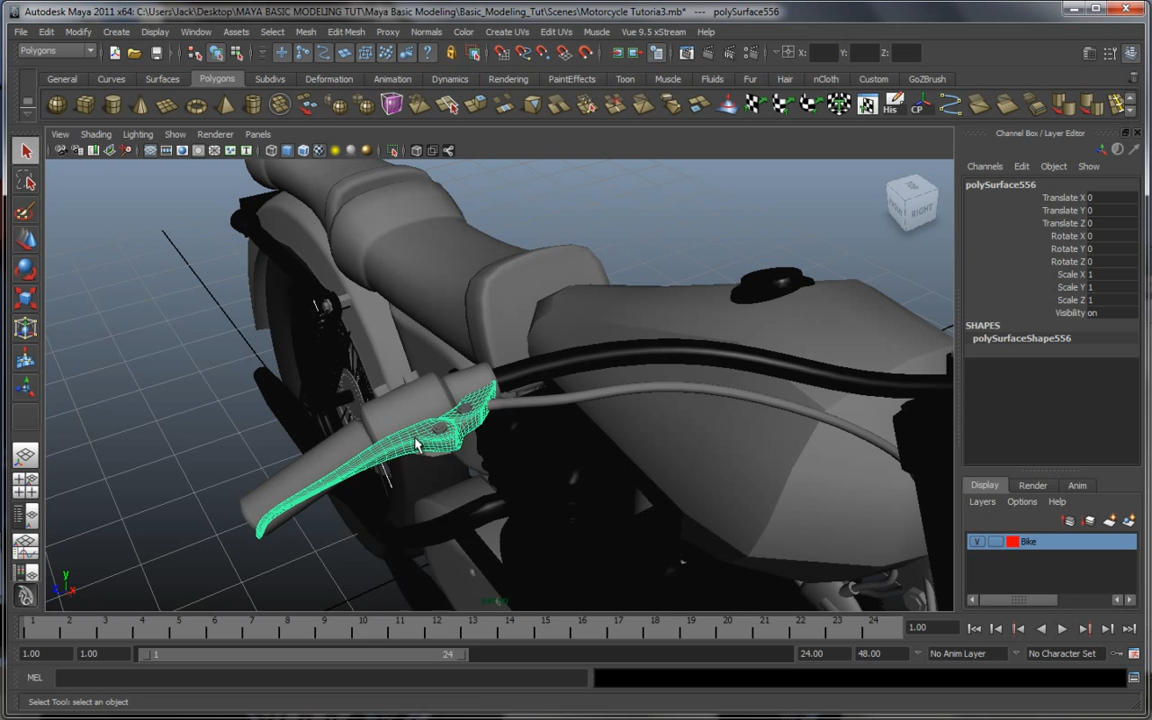 Autodesk Maya 2011 x64: C:\Users\Jack\Desktop\MAYA BASIC MODELING TUT\Maya Basic Modeling\Basic_Modeling_Tut\Scenes\Motorcycle Tutoria3.mb* --- polySurface556
File Edit Modify Create Display Window Assets Select Mesh Edit Mesh Proxy Normals Color Create UVs Edit UVs Muscle Vue 9.5 xStream Help
Polygons X: Y: Z:
General Curves Surfaces Polygons Subdivs Deformation Animation Dynamics Rendering PaintEffects Toon Muscle Fluids Fur Hair nCloth Custom GoZBrush
His CP
View Shading Lighting Show Renderer Panels
Channel Box / Layer Editor
Channels Edit Object Show
polySurface556
Translate X 0
Translate Y 0
Translate Z 0
Rotate X 0
Rotate Y 0
Rotate Z 0
Scale X 1
Scale Y 1
Scale Z 1
Visibility on
SHAPES
polySurfaceShape556
TOP
FRONT RIGHT
y
x
persp
Display Render Anim
Layers Options Help
V Bike
1 2 3 4 5 6 7 8 9 10 11 12 13 14 15 16 17 18 19 20 21 22 23 24 1.00
1.00 1.00 1 24 24.00 48.00 No Anim Layer No Character Set
MEL
Select Tool: select an object